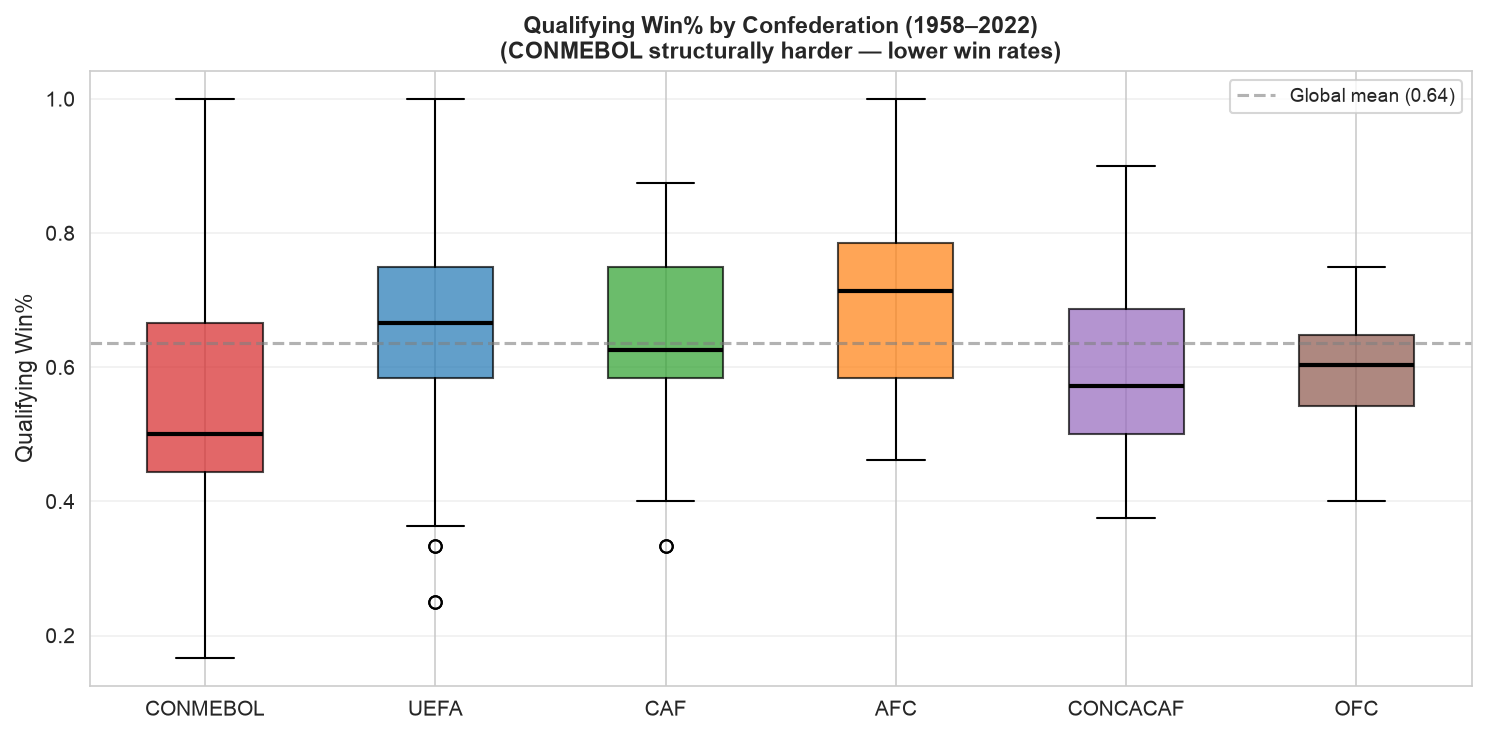 Qualifying Win% by Confederation (1958–2022)
(CONMEBOL structurally harder — lower win rates)
Global mean (0.64)
Qualifying Win%
1.0
0.8
0.6
0.4
0.2
CONMEBOL
UEFA
CAF
AFC
CONCACAF
OFC